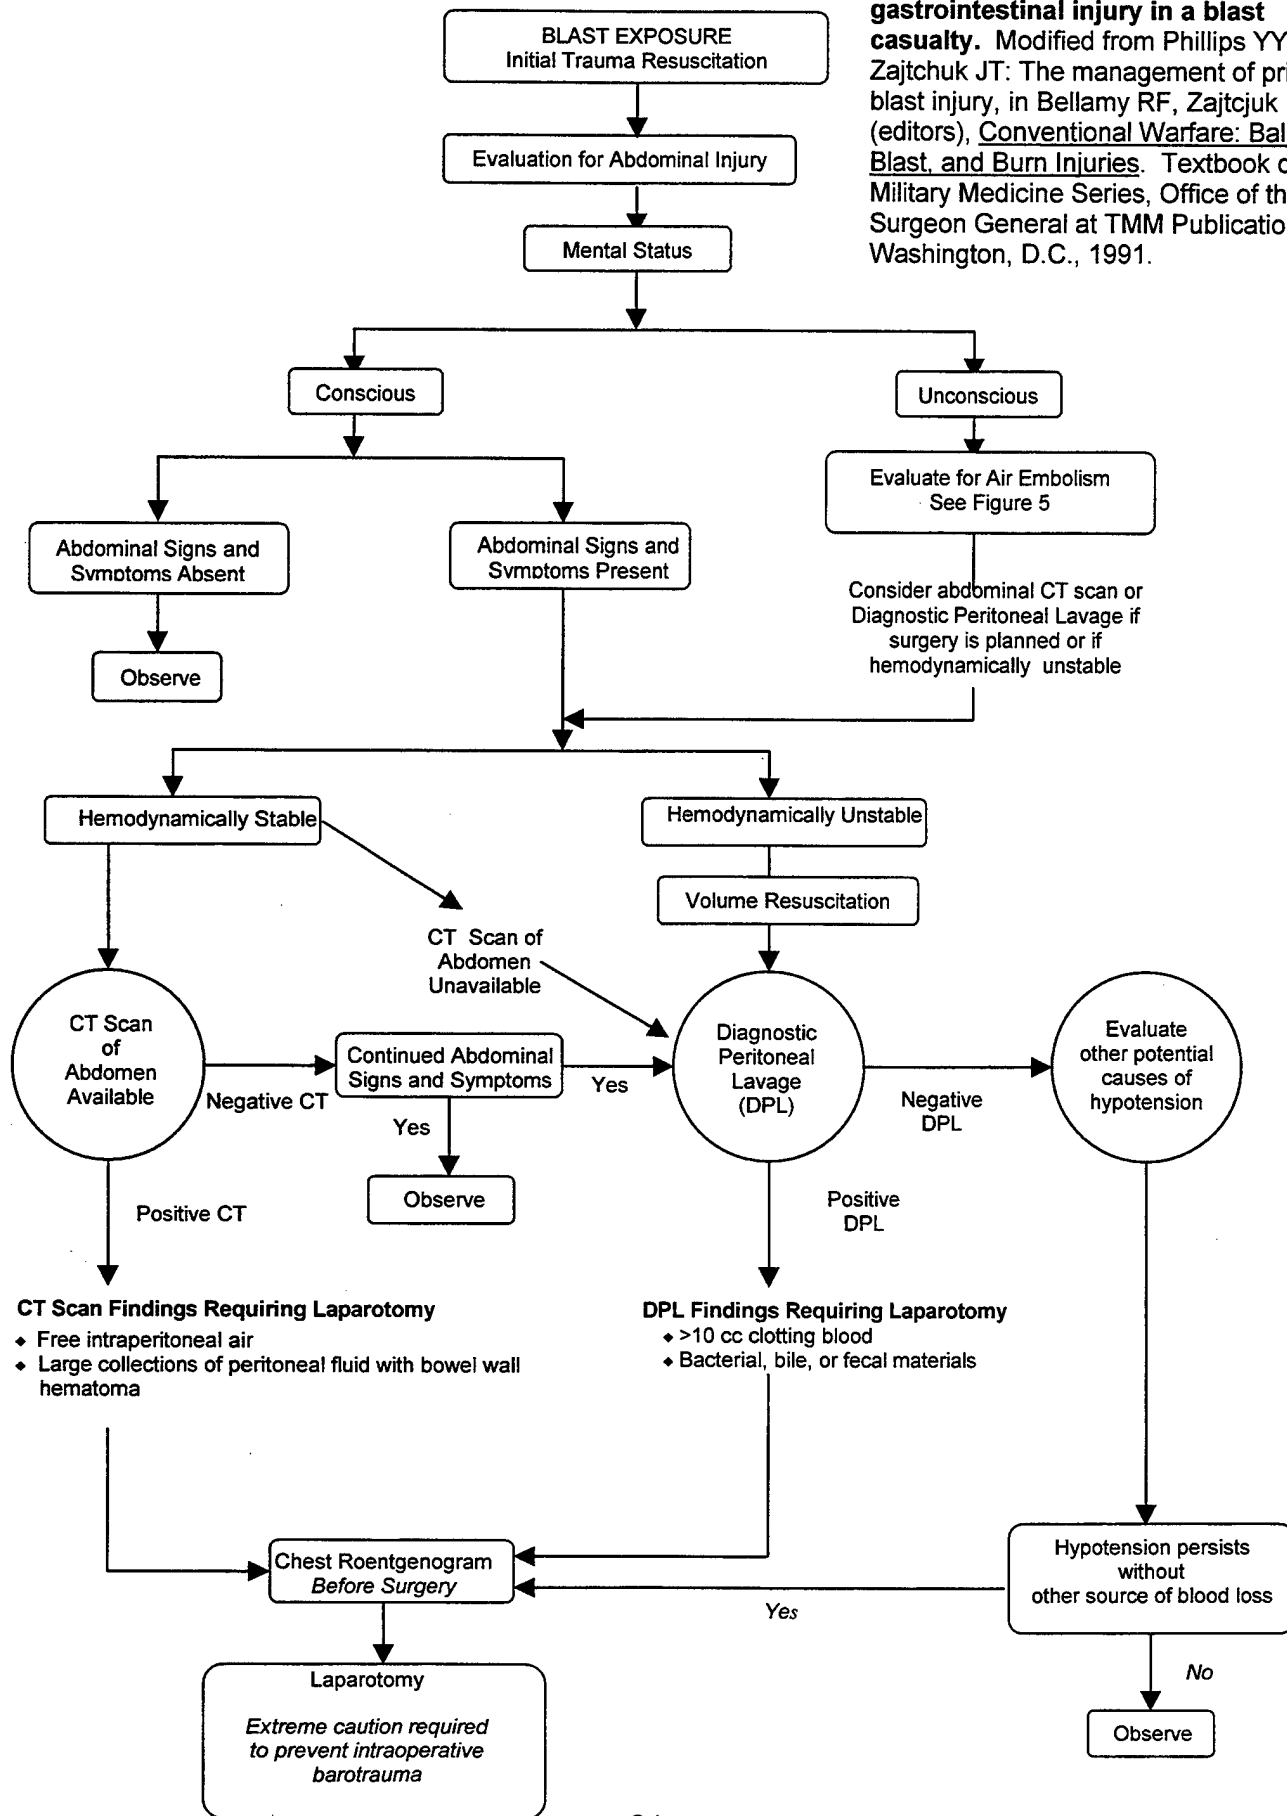 gastrointestinal injury in a blast
casualty. Modified from Phillips YY
Zajtchuk JT: The management of pri
blast injury, in Bellamy RF, Zajtcjuk
(editors), Conventional Warfare: Bal
Blast, and Burn Injuries. Textbook o
Military Medicine Series, Office of th
Surgeon General at TMM Publicatio
Washington, D.C., 1991.
BLAST EXPOSURE
Initial Trauma Resuscitation
Evaluation for Abdominal Injury
Mental Status
Conscious
Unconscious
Evaluate for Air Embolism
See Figure 5
Abdominal Signs and
Symptoms Absent
Abdominal Signs and
Symptoms Present
Consider abdominal CT scan or
Diagnostic Peritoneal Lavage if
surgery is planned or if
hemodynamically unstable
Observe
Hemodynamically Stable
Hemodynamically Unstable
Volume Resuscitation
CT Scan of
Abdomen
Unavailable
CT Scan
of
Abdomen
Available
Negative CT
Continued Abdominal
Signs and Symptoms
Yes
Yes
Observe
Diagnostic
Peritoneal
Lavage
(DPL)
Negative
DPL
Evaluate
other potential
causes of
hypotension
Positive CT
Positive
DPL
CT Scan Findings Requiring Laparotomy
◆ Free intraperitoneal air
◆ Large collections of peritoneal fluid with bowel wall
hematoma
DPL Findings Requiring Laparotomy
◆ >10 cc clotting blood
◆ Bacterial, bile, or fecal materials
Chest Roentgenogram
Before Surgery
Yes
Hypotension persists
without
other source of blood loss
No
Observe
Laparotomy
Extreme caution required
to prevent intraoperative
barotrauma